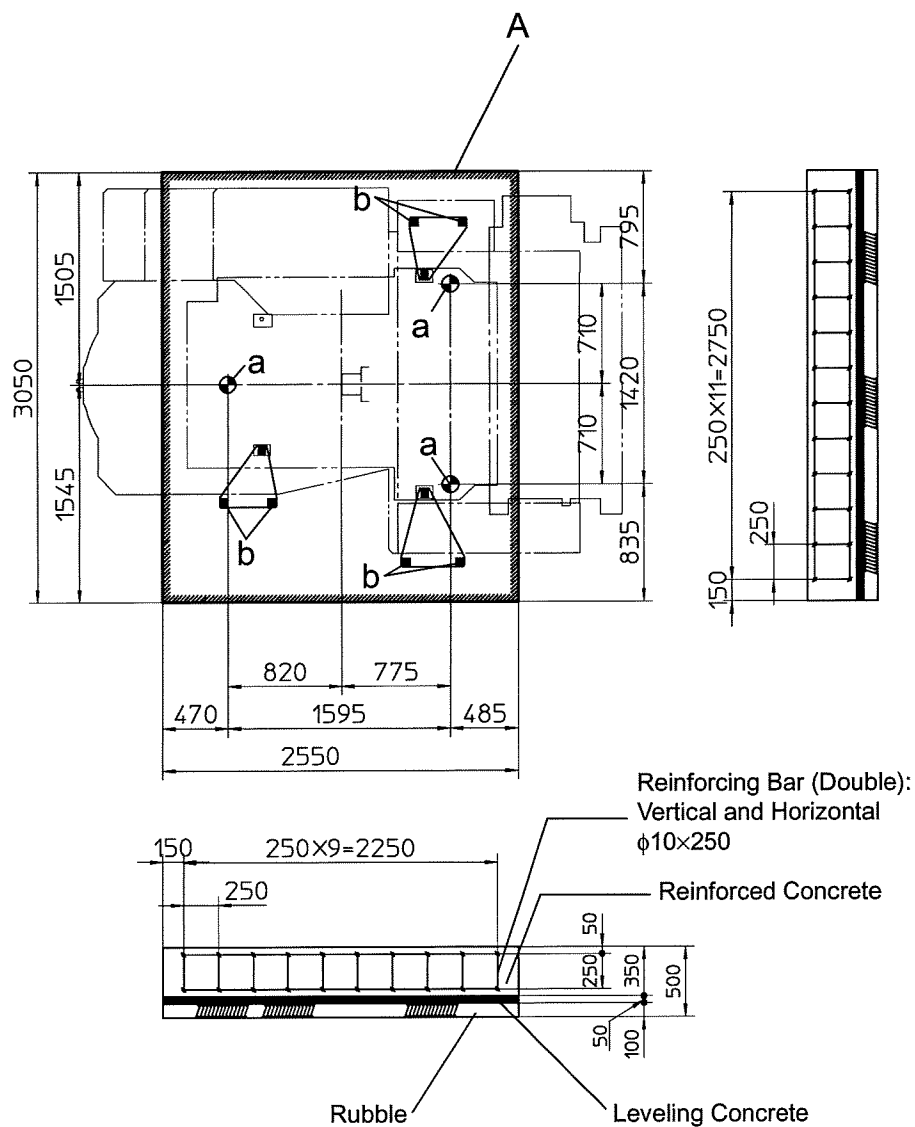 A
b
a
a
a
b
b
1505
3050
1545
795
710
1420
710
835
250×11=2750
250
150
820
775
470
1595
485
2550
Reinforcing Bar (Double):
Vertical and Horizontal
ϕ10×250
150
250×9=2250
250
Reinforced Concrete
50
250
350
500
50
100
Rubble
Leveling Concrete